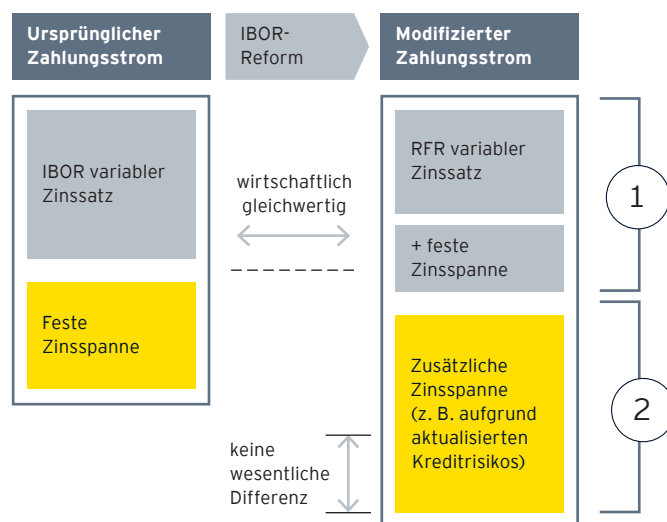 Ursprünglicher
Zahlungsstrom
IBOR-
Reform
Modifizierter
Zahlungsstrom
IBOR variabler
Zinssatz
Feste
Zinsspanne
wirtschaftlich
gleichwertig
keine
wesentliche
Differenz
RFR variabler
Zinssatz
+ feste
Zinsspanne
Zusätzliche
Zinsspanne
(z. B. aufgrund
aktualisierten
Kreditrisikos)
1
2